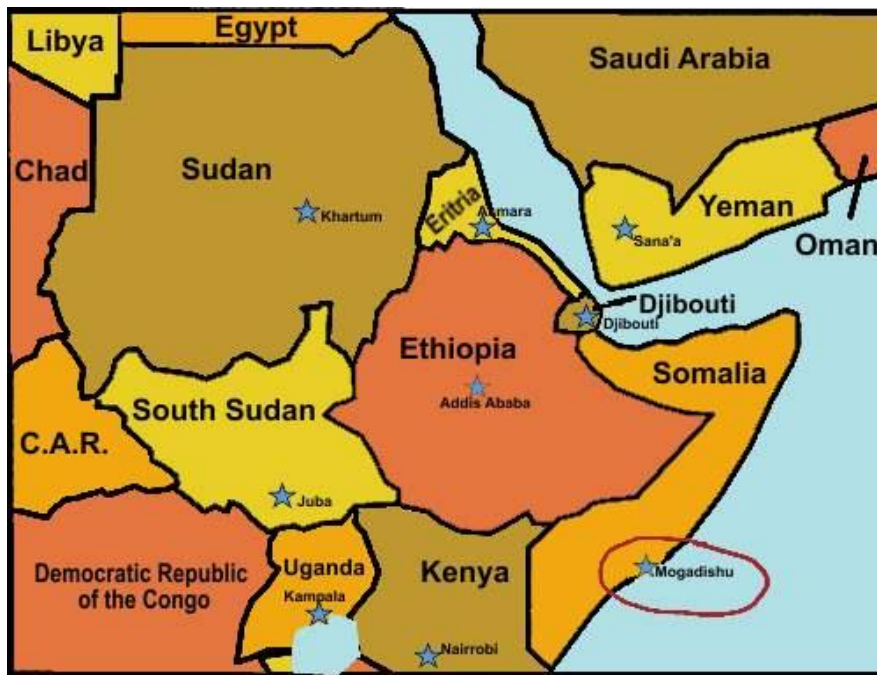 Libya
Egypt
Saudi Arabia
Chad
Sudan
Khartum
Eritria
Asmara
Sana'a
Yeman
Oman
Djibouti
Djibouti
Ethiopia
Addis Ababa
Somalia
South Sudan
C.A.R.
Juba
Democratic Republic
of the Congo
Uganda
Kampala
Kenya
Nairrobi
Mogadishu